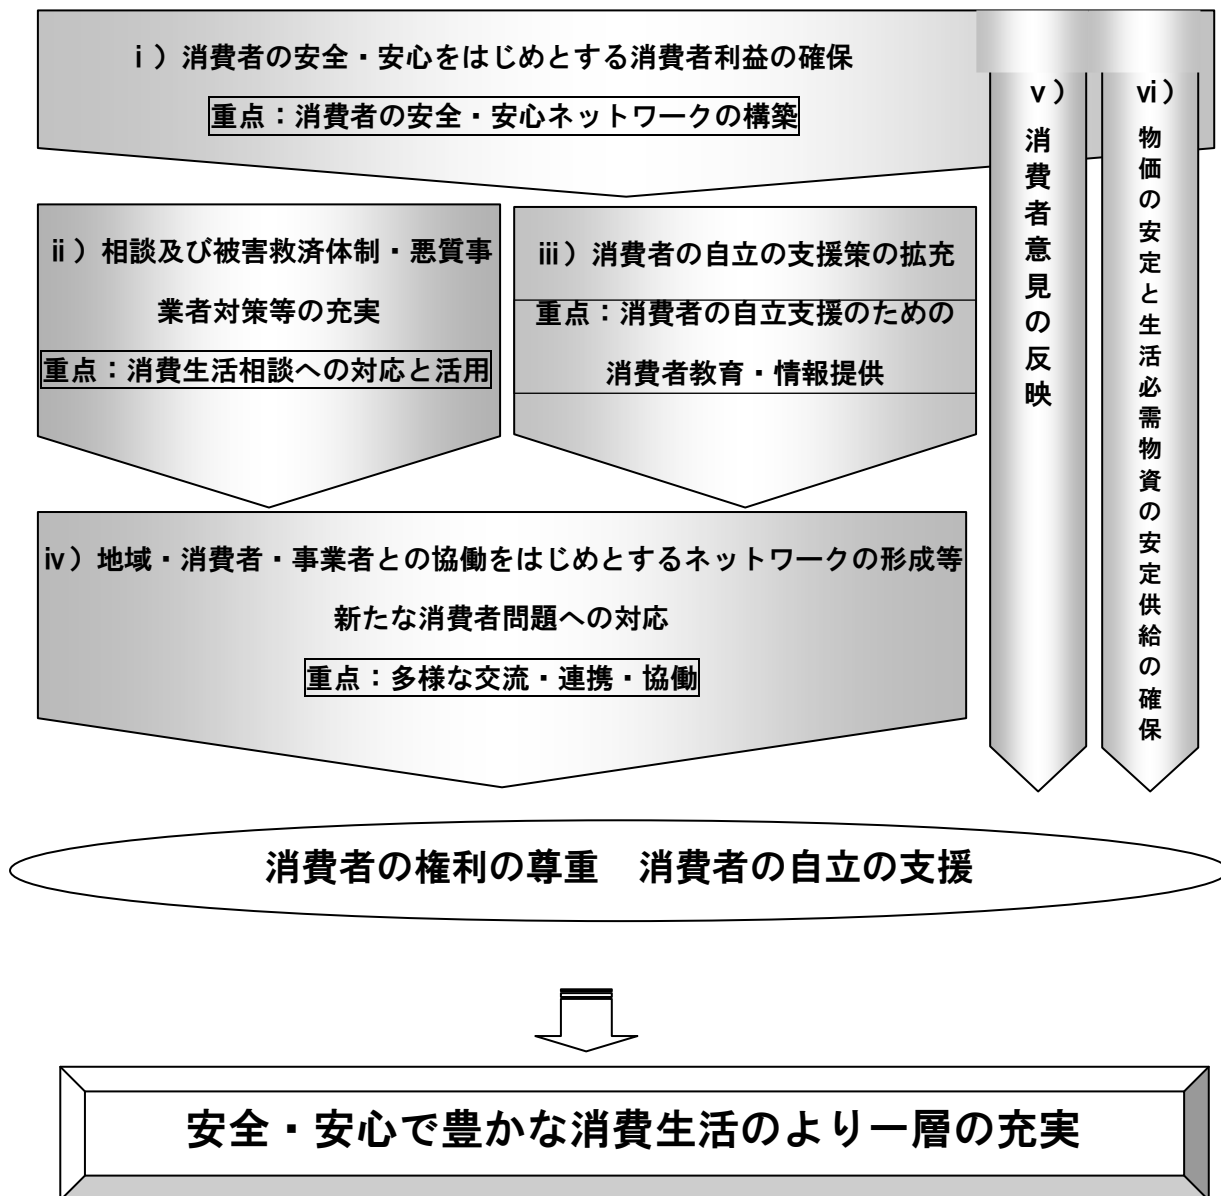 ⅰ）消費者の安全・安心をはじめとする消費者利益の確保
重点：消費者の安全・安心ネットワークの構築
ⅱ）相談及び被害救済体制・悪質事
業者対策等の充実
重点：消費生活相談への対応と活用
ⅲ）消費者の自立の支援策の拡充
重点：消費者の自立支援のための
消費者教育・情報提供
ⅳ）地域・消費者・事業者との協働をはじめとするネットワークの形成等
新たな消費者問題への対応
重点：多様な交流・連携・協働
ⅴ）消費者意見の反映
ⅵ）物価の安定と生活必需物資の安定供給の確保
消費者の権利の尊重　消費者の自立の支援
安全・安心で豊かな消費生活のより一層の充実